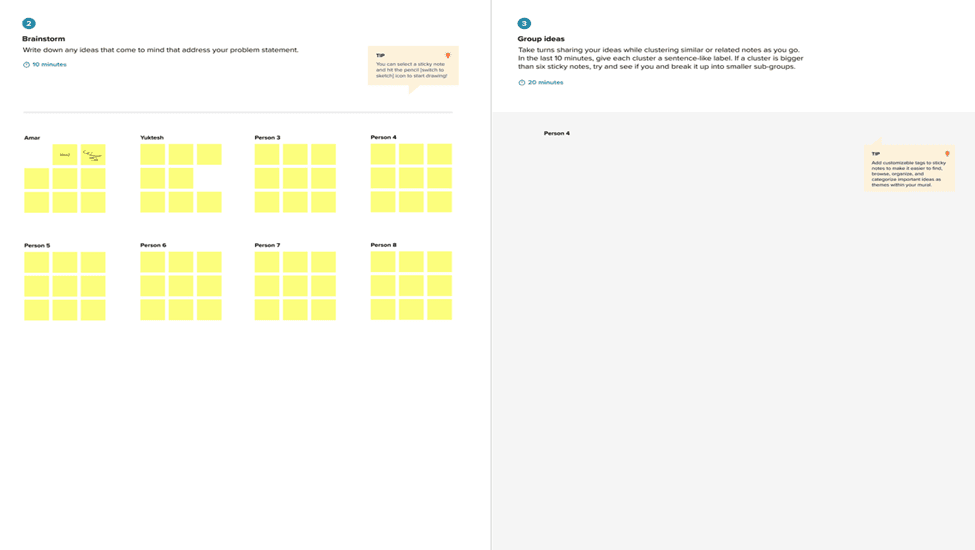 2
Brainstorm
Write down any ideas that come to mind that address your problem statement.
10 minutes
TIP
You can select a sticky note
and hit the pencil [switch to
sketch] icon to start drawing!
Amar
Yuktesh
Person 3
Person 4
Person 5
Person 6
Person 7
Person 8
3
Group ideas
Take turns sharing your ideas while clustering similar or related notes as you go.
In the last 10 minutes, give each cluster a sentence-like label. If a cluster is bigger
than six sticky notes, try and see if you and break it up into smaller sub-groups.
20 minutes
Person 4
TIP
Add customizable tags to sticky
notes to make it easier to find,
browse, organize, and
categorize important ideas as
themes within your mural.